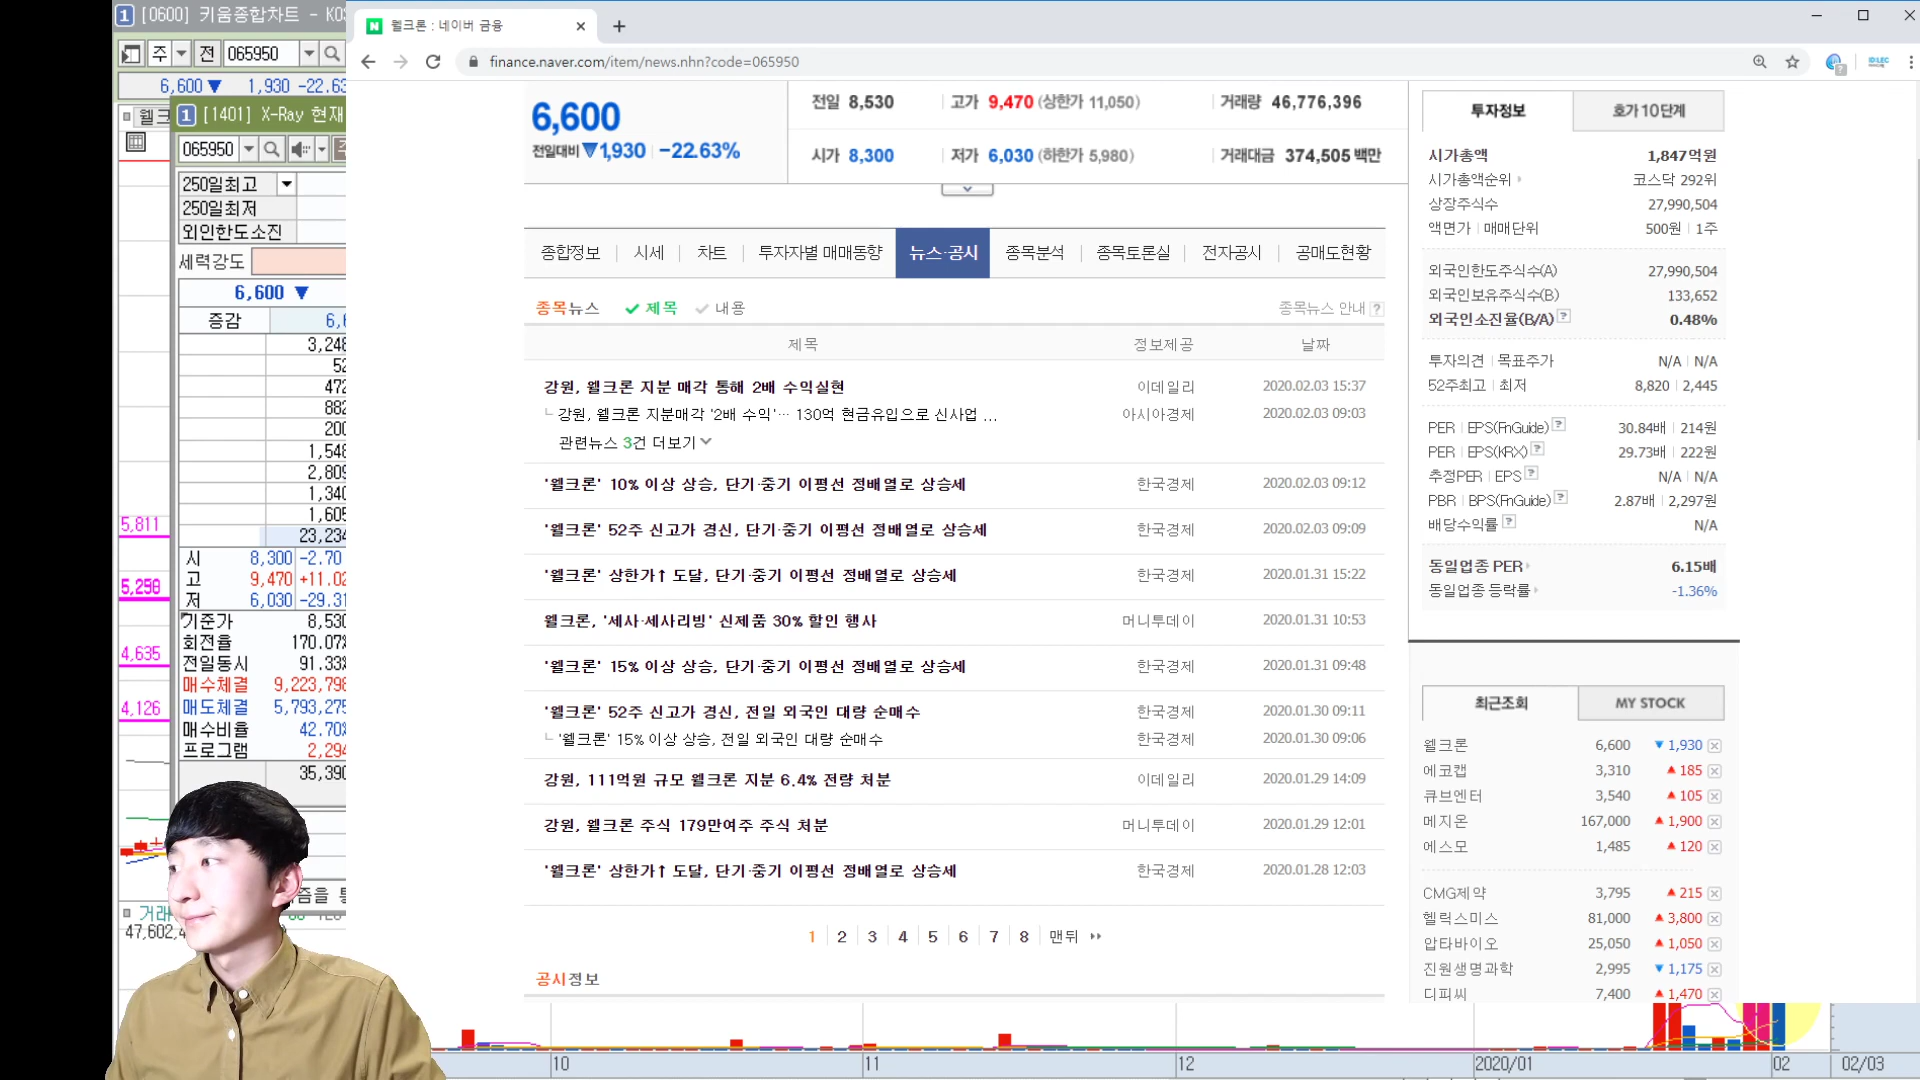 [0600] 키움종합차트 - KOS
웰크론 : 네이버 금융
finance.naver.com/item/news.nhn?code=065950
주
전
065950
6,600 ▼ 1,930 -22.63
웰크
[1401] X-Ray 현재
065950
250일최고
250일최저
외인한도소진
세력강도
6,600 ▼
증감
3,248
52
472
882
200
1,548
2,809
1,340
1,605
23,234
시 8,300 -2.70
고 9,470 +11.02
저 6,030 -29.31
기준가 8,530
회전율 170.07%
전일동시 91.33%
매수체결 9,223,798
매도체결 5,793,275
매수비율 42.70%
프로그램 2,294
35,390
5,811
5,298
4,635
4,126
거래
47,602,4
6,600
전일대비 ▼1,930 -22.63%
전일 8,530 고가 9,470 (상한가 11,050) 거래량 46,776,396
시가 8,300 저가 6,030 (하한가 5,980) 거래대금 374,505 백만
종합정보 시세 차트 투자자별 매매동향 뉴스·공시 종목분석 종목토론실 전자공시 공매도현황
종목뉴스 제목 내용 종목뉴스 안내 ?
제목 정보제공 날짜
강원, 웰크론 지분 매각 통해 2배 수익실현 이데일리 2020.02.03 15:37
강원, 웰크론 지분매각 '2배 수익'… 130억 현금유입으로 신사업 ... 아시아경제 2020.02.03 09:03
관련뉴스 3건 더보기
'웰크론' 10% 이상 상승, 단기·중기 이평선 정배열로 상승세 한국경제 2020.02.03 09:12
'웰크론' 52주 신고가 경신, 단기·중기 이평선 정배열로 상승세 한국경제 2020.02.03 09:09
'웰크론' 상한가↑ 도달, 단기·중기 이평선 정배열로 상승세 한국경제 2020.01.31 15:22
웰크론, '세사·세사리빙' 신제품 30% 할인 행사 머니투데이 2020.01.31 10:53
'웰크론' 15% 이상 상승, 단기·중기 이평선 정배열로 상승세 한국경제 2020.01.31 09:48
'웰크론' 52주 신고가 경신, 전일 외국인 대량 순매수 한국경제 2020.01.30 09:11
'웰크론' 15% 이상 상승, 전일 외국인 대량 순매수 한국경제 2020.01.30 09:06
강원, 111억원 규모 웰크론 지분 6.4% 전량 처분 이데일리 2020.01.29 14:09
강원, 웰크론 주식 179만여주 주식 처분 머니투데이 2020.01.29 12:01
'웰크론' 상한가↑ 도달, 단기·중기 이평선 정배열로 상승세 한국경제 2020.01.28 12:03
1 2 3 4 5 6 7 8 맨뒤
공시정보
투자정보 호가 10단계
시가총액 1,847억원
시가총액순위 코스닥 292위
상장주식수 27,990,504
액면가 | 매매단위 500원 | 1주
외국인한도주식수(A) 27,990,504
외국인보유주식수(B) 133,652
외국인소진율(B/A) ? 0.48%
투자의견 | 목표주가 N/A | N/A
52주최고 | 최저 8,820 | 2,445
PER | EPS(FnGuide) ? 30.84배 | 214원
PER | EPS(KRX) ? 29.73배 | 222원
추정PER | EPS ? N/A | N/A
PBR | BPS(FnGuide) ? 2.87배 | 2,297원
배당수익률 ? N/A
동일업종 PER 6.15배
동일업종 등락률 -1.36%
최근조회 MY STOCK
웰크론 6,600 ▼ 1,930
에코캡 3,310 ▲ 185
큐브엔터 3,540 ▲ 105
메지온 167,000 ▲ 1,900
에스모 1,485 ▲ 120
CMG제약 3,795 ▲ 215
헬릭스미스 81,000 ▲ 3,800
압타바이오 25,050 ▲ 1,050
진원생명과학 2,995 ▼ 1,175
디피씨 7,400 ▲ 1,470
10 11 12 2020/01 02 02/03